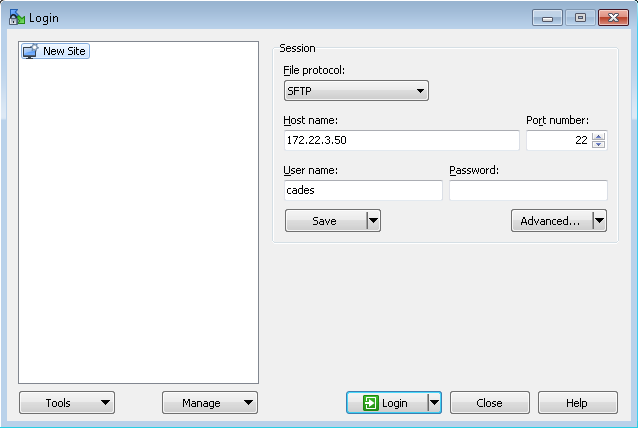 Login
New Site
Session
File protocol:
SFTP
Host name:
Port number:
172.22.3.50
22
User name:
Password:
cades
Save
Advanced...
Tools
Manage
Login
Close
Help